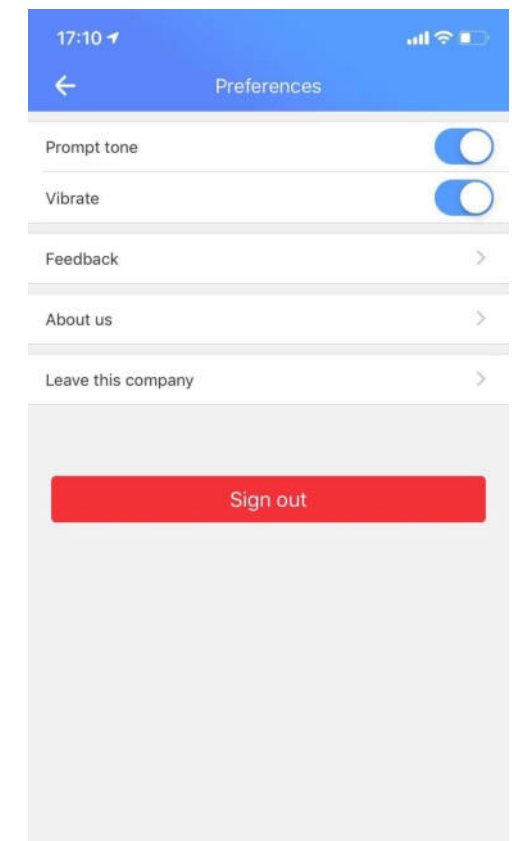 17:10
Preferences
Prompt tone
Vibrate
Feedback
About us
Leave this company
Sign out